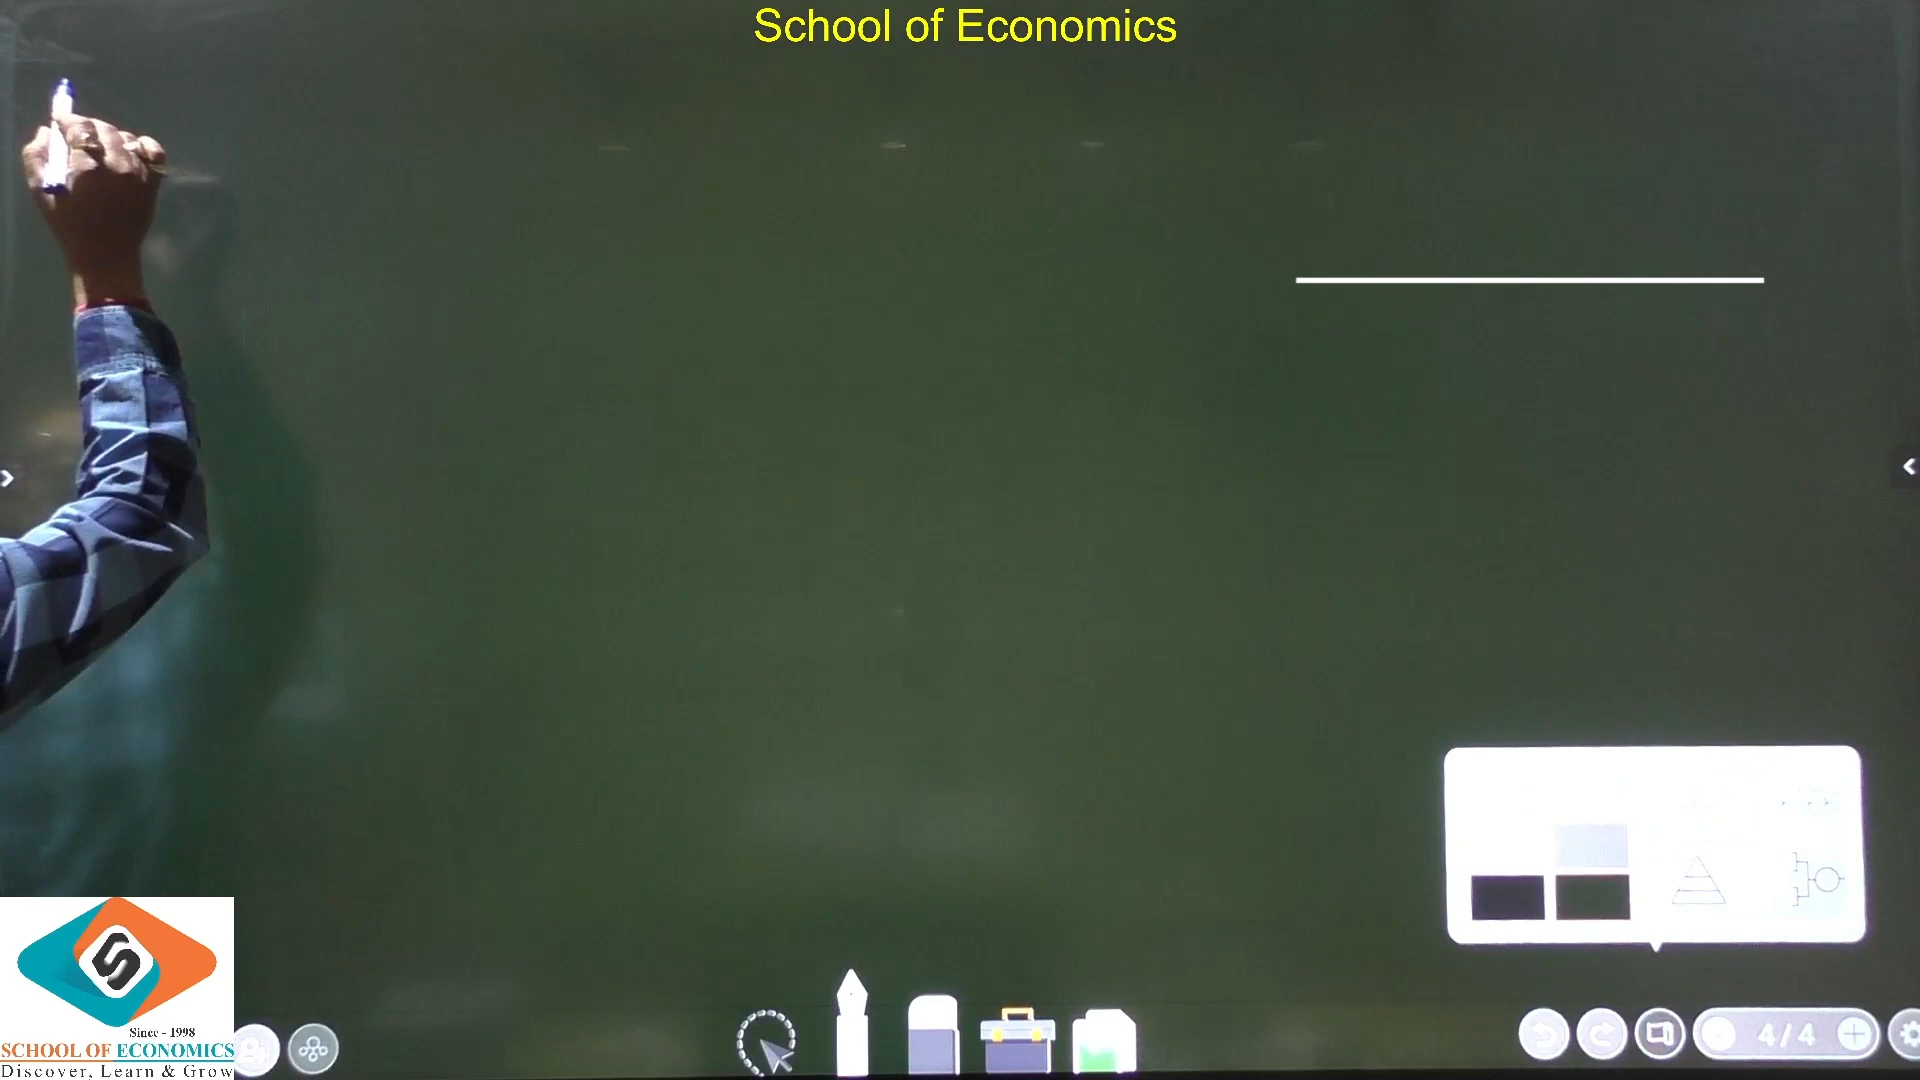 School of Economics
4/4
Since - 1998
SCHOOL OF ECONOMICS
Discover, Learn & Grow